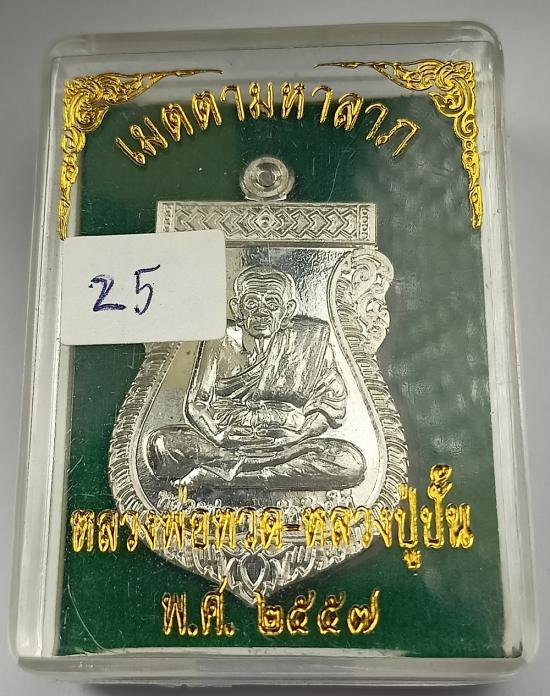 เมตตามหาลาภ
25
หลวงพ่อทวด-หลวงปู่ปั้น
พ.ศ. ๒๕๕๗